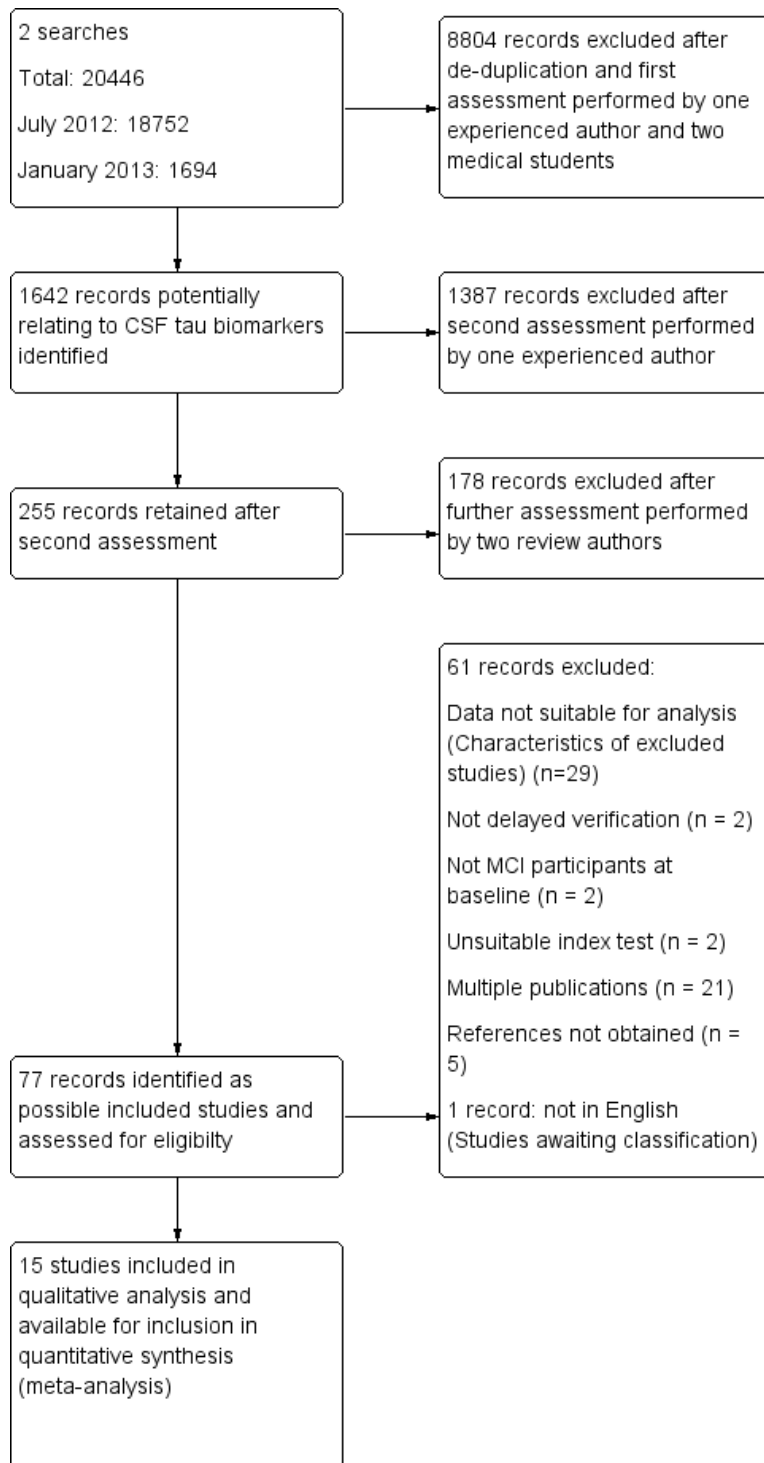 2 searches
Total: 20446
July 2012: 18752
January 2013: 1694
8804 records excluded after
de-duplication and first
assessment performed by one
experienced author and two
medical students
1642 records potentially
relating to CSF tau biomarkers
identified
1387 records excluded after
second assessment performed
by one experienced author
255 records retained after
second assessment
178 records excluded after
further assessment performed
by two review authors
61 records excluded:
Data not suitable for analysis
(Characteristics of excluded
studies) (n=29)
Not delayed verification (n = 2)
Not MCI participants at
baseline (n = 2)
Unsuitable index test (n = 2)
Multiple publications (n = 21)
References not obtained (n =
5)
1 record: not in English
(Studies awaiting classification)
77 records identified as
possible included studies and
assessed for eligibilty
15 studies included in
qualitative analysis and
available for inclusion in
quantitative synthesis
(meta-analysis)